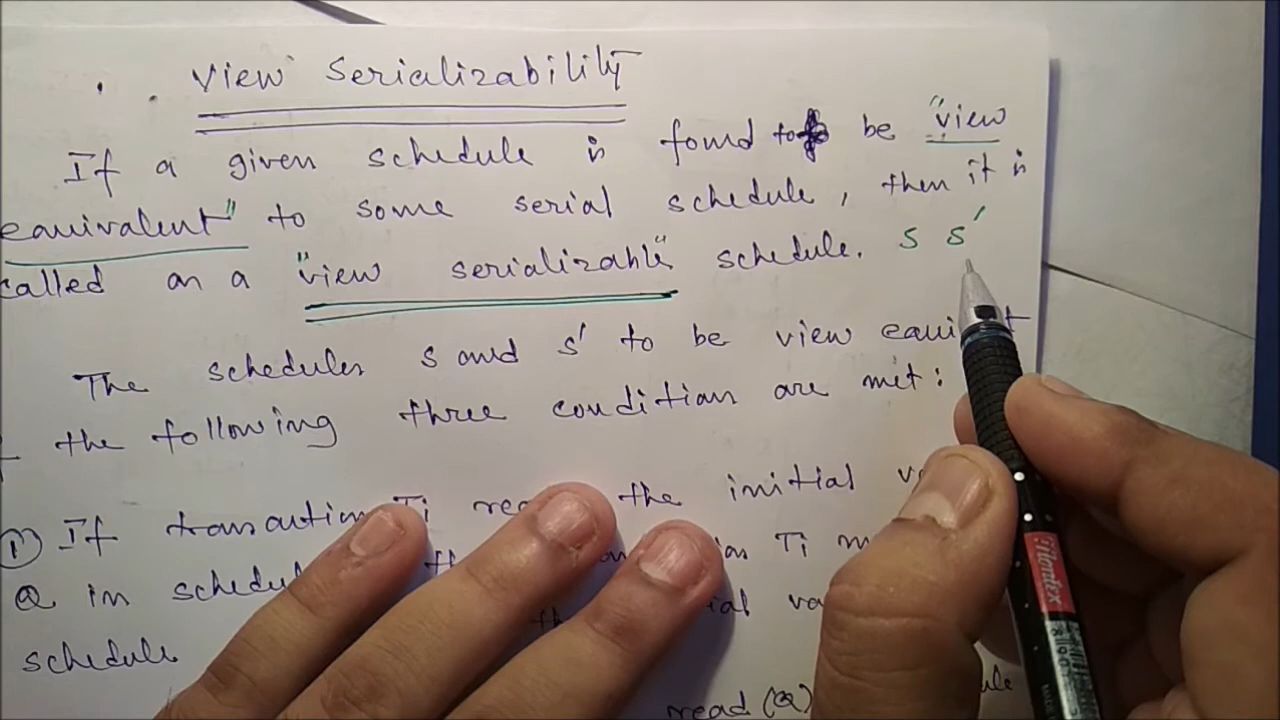 View Serializability
If a given schedule is found to be "view
equivalent" to some serial schedule, then it is
called as a "view serializable" schedule. S S'
The schedules S and S' to be view
the following three condition are met:
① If transaction Ti the initial
Q in Ti
schedule
read (Q)
Montex